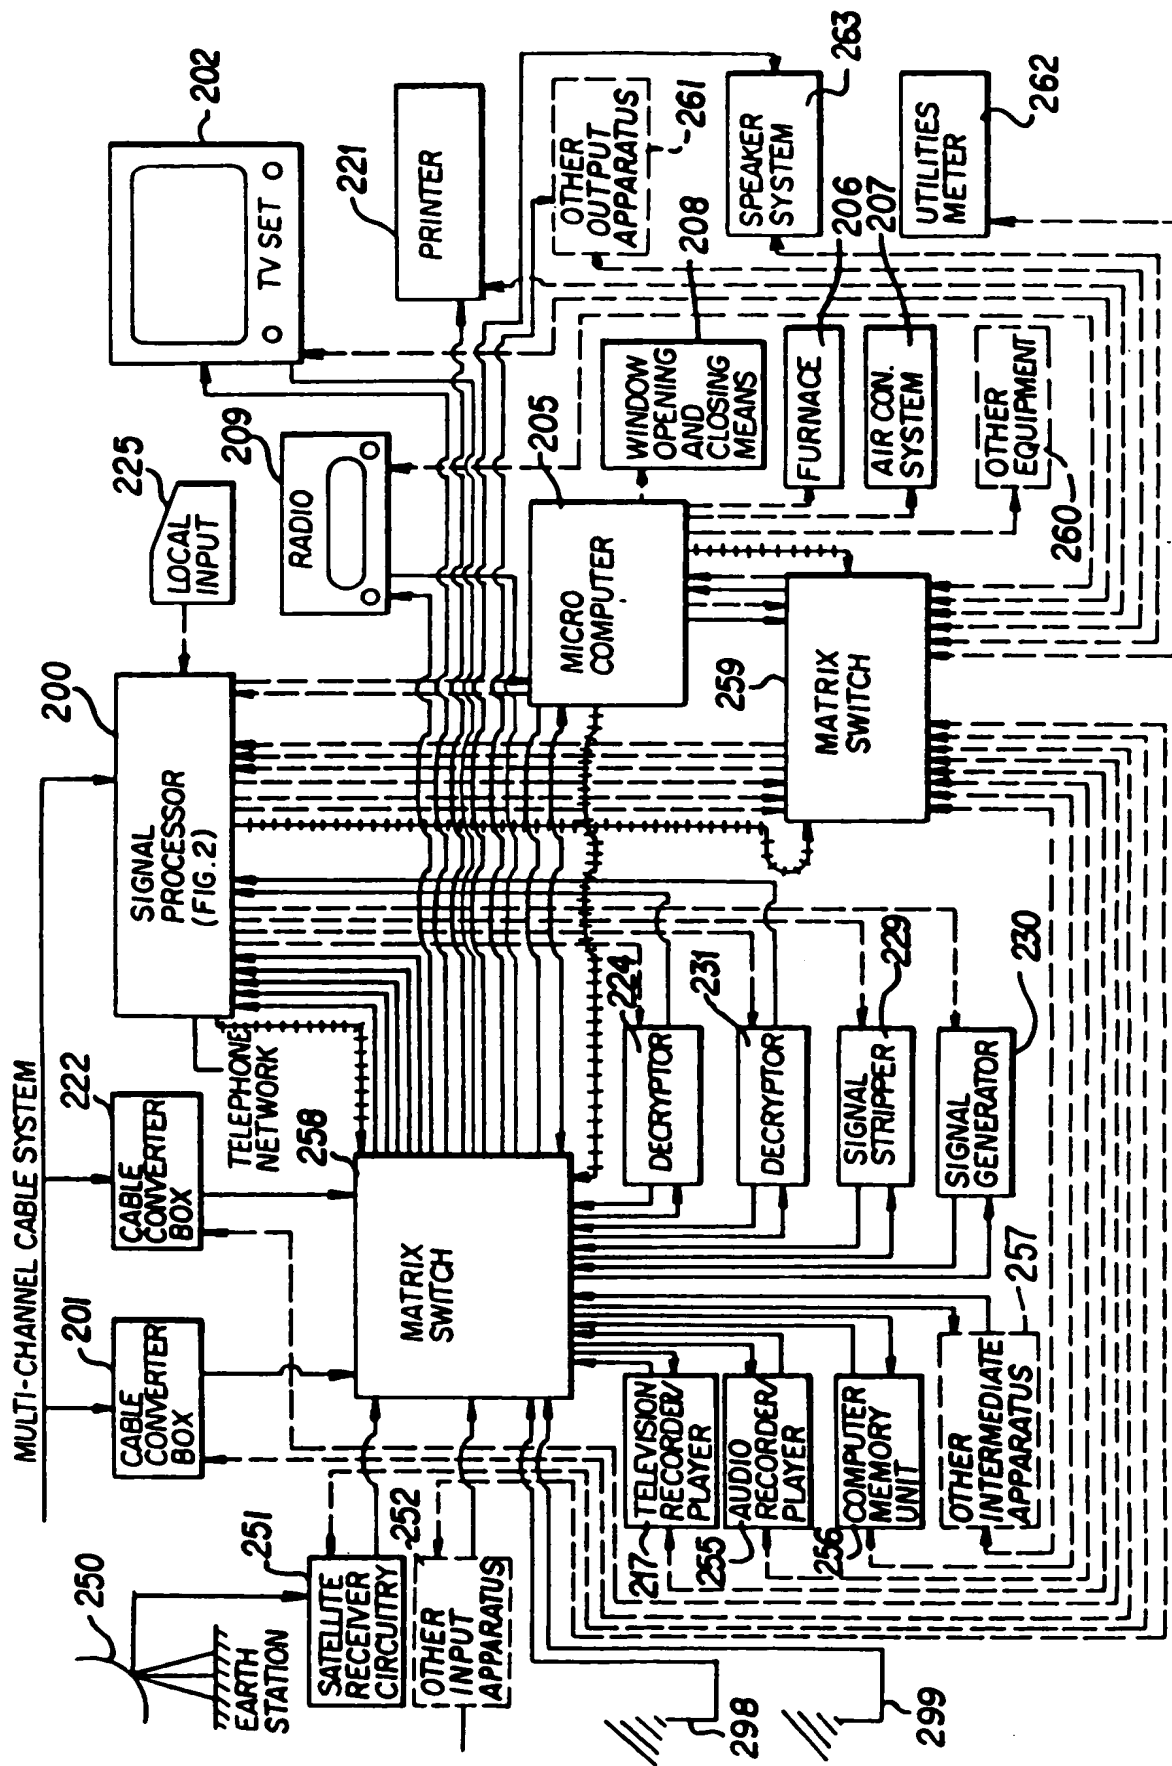 MULTI-CHANNEL CABLE SYSTEM
250
EARTH
STATION
251
SATELLITE
RECEIVER
CIRCUITRY
252
OTHER
INPUT
APPARATUS
298
299
201
CABLE
CONVERTER
BOX
222
CABLE
CONVERTER
BOX
TELEPHONE
NETWORK
258
MATRIX
SWITCH
200
SIGNAL
PROCESSOR
(FIG. 2)
225
LOCAL
INPUT
209
RADIO
202
TV SET
221
PRINTER
OTHER
OUTPUT
APPARATUS
261
SPEAKER
SYSTEM
263
UTILITIES
METER
262
205
MICRO
COMPUTER
208
WINDOW
OPENING
AND
CLOSING
MEANS
206
FURNACE
207
AIR CON.
SYSTEM
OTHER
EQUIPMENT
260
259
MATRIX
SWITCH
224
DECRYPTOR
231
DECRYPTOR
229
SIGNAL
STRIPPER
230
SIGNAL
GENERATOR
217
TELEVISION
RECORDER/
PLAYER
255
AUDIO
RECORDER/
PLAYER
256
COMPUTER
MEMORY
UNIT
257
OTHER
INTERMEDIATE
APPARATUS